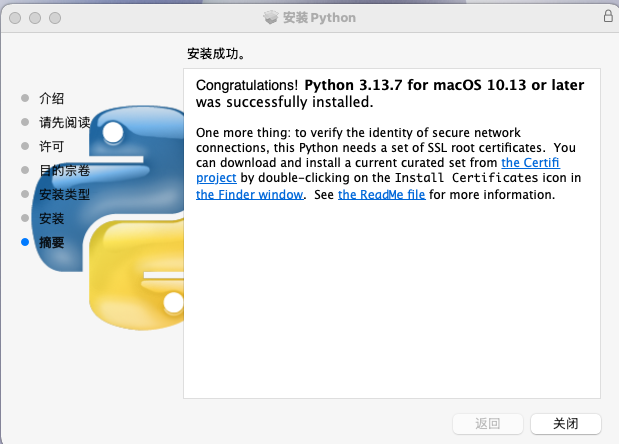 安装 Python
安装成功。
介绍
请先阅读
许可
目的宗卷
安装类型
安装
摘要
Congratulations! Python 3.13.7 for macOS 10.13 or later
was successfully installed.
One more thing: to verify the identity of secure network
connections, this Python needs a set of SSL root certificates. You
can download and install a current curated set from the Certifi
project by double-clicking on the Install Certificates icon in
the Finder window. See the ReadMe file for more information.
返回
关闭